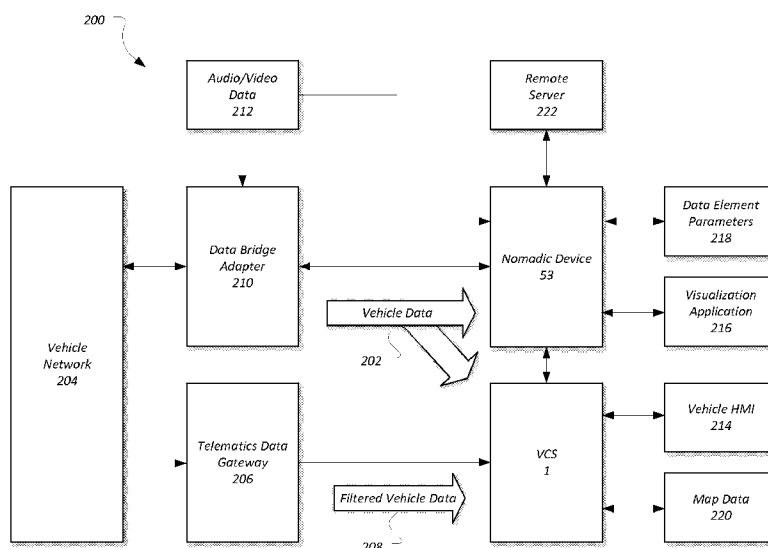 200
Audio/Video
Data
212
Remote
Server
222
Vehicle
Network
204
Data Bridge
Adapter
210
Nomadic Device
53
Data Element
Parameters
218
Visualization
Application
216
Vehicle Data
202
Telematics Data
Gateway
206
Filtered Vehicle Data
208
VCS
1
Vehicle HMI
214
Map Data
220